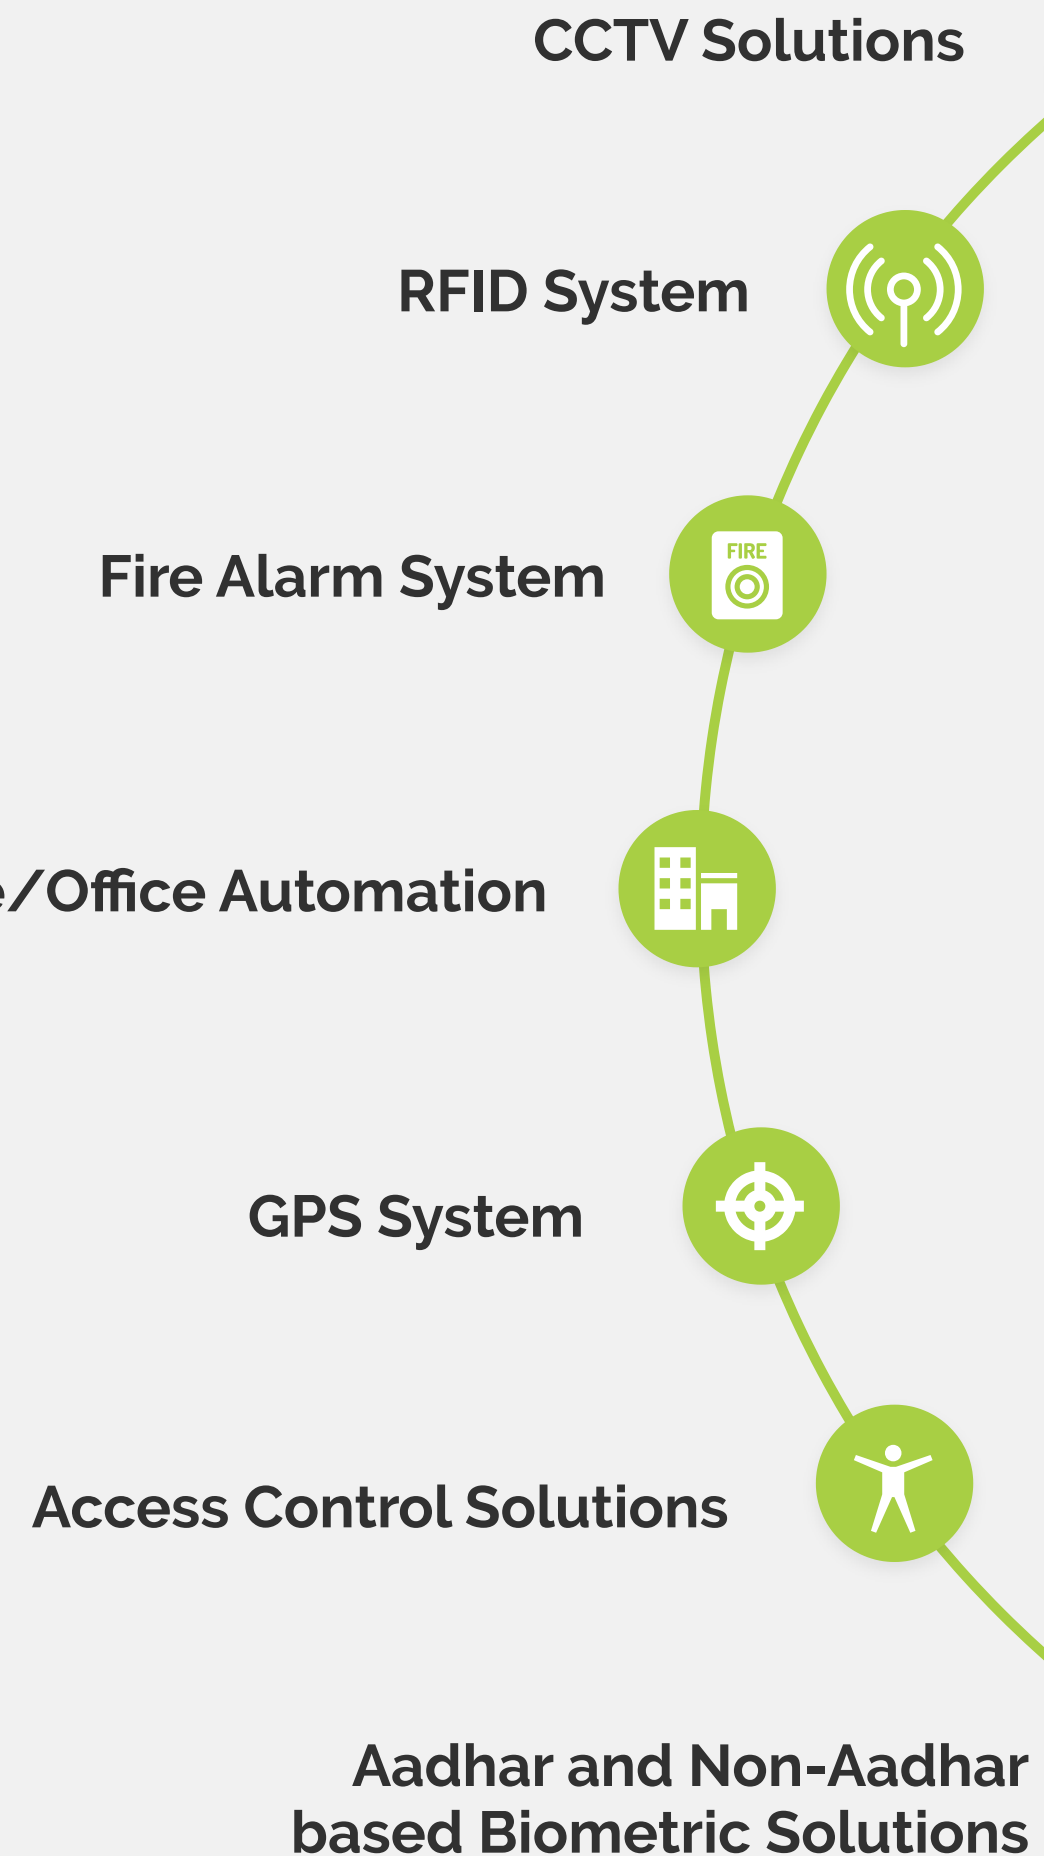 CCTV Solutions
RFID System
FIRE
Fire Alarm System
e/Office Automation
GPS System
Access Control Solutions
Aadhar and Non-Aadhar
based Biometric Solutions